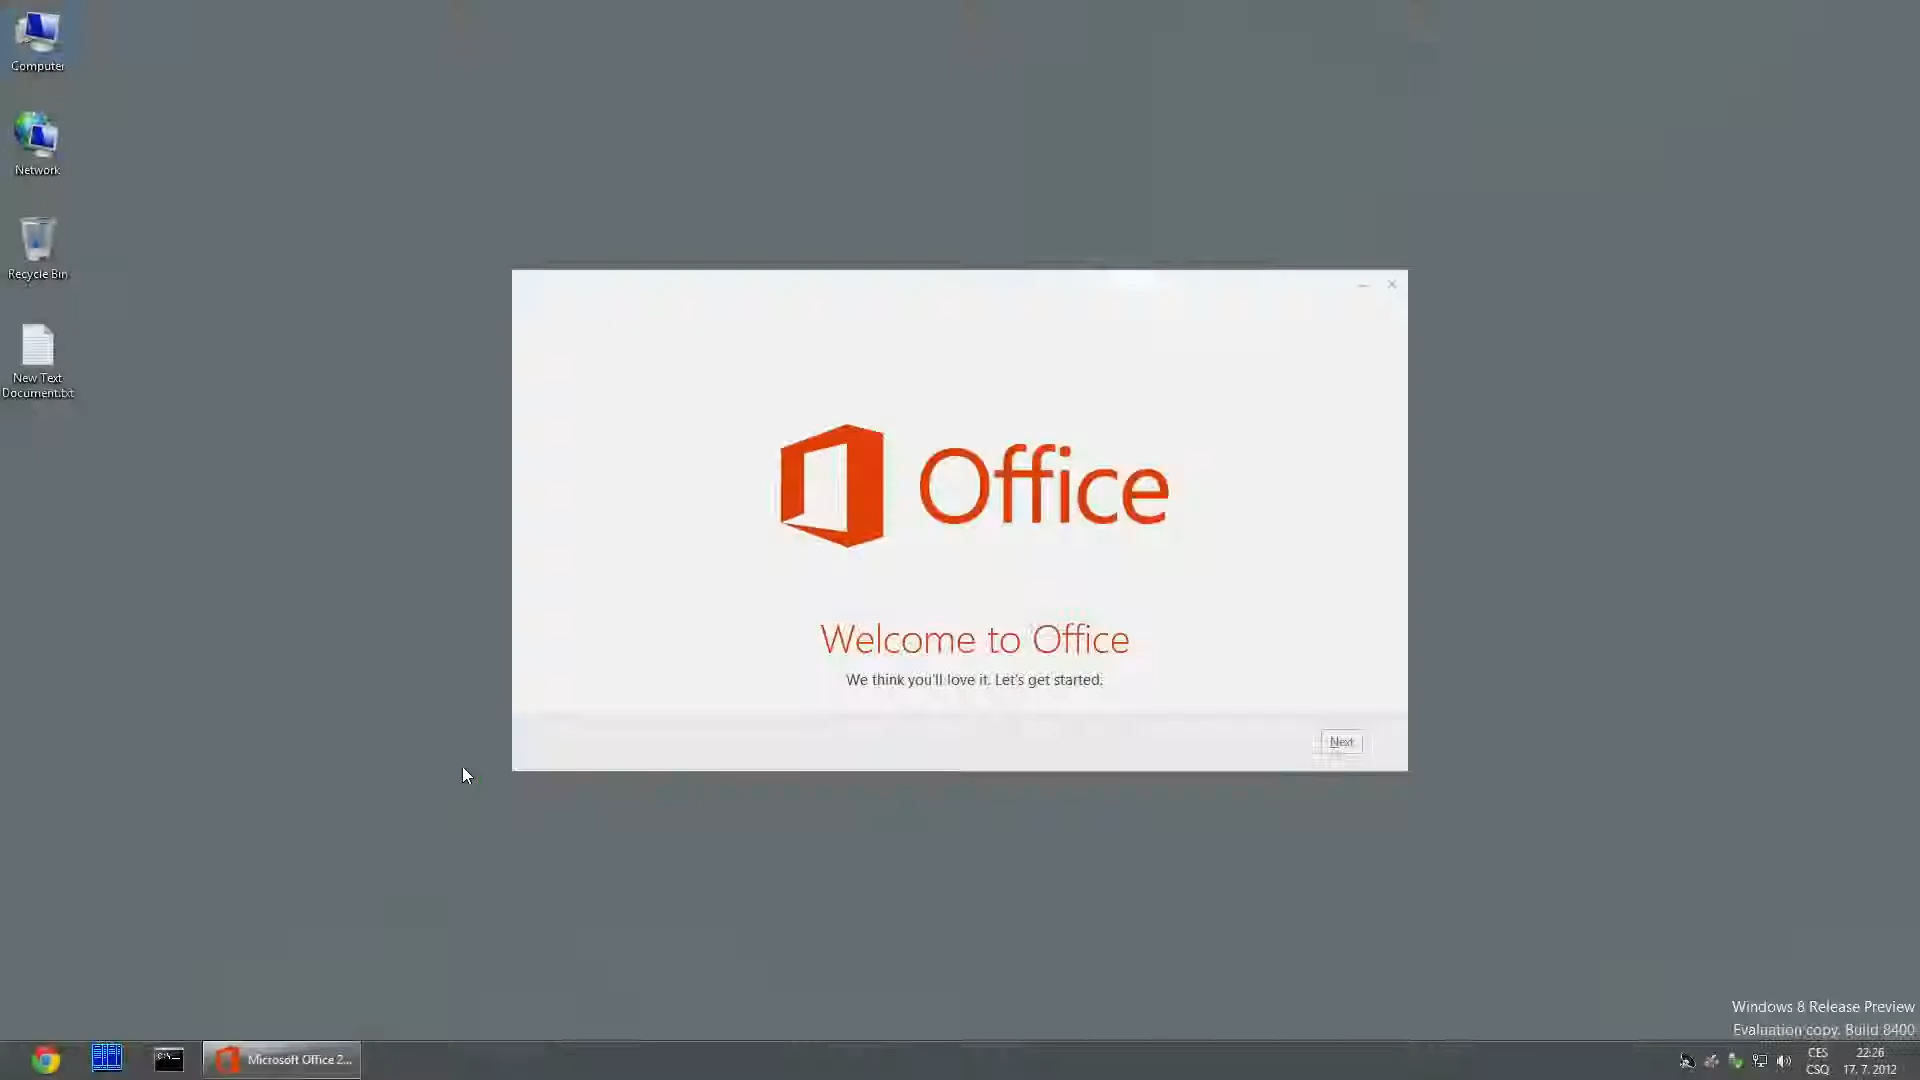 Computer
Network
Recycle Bin
New Text
Document.txt
Office
Welcome to Office
We think you'll love it. Let's get started.
Next
Windows 8 Release Preview
Evaluation copy. Build 8400
Microsoft Office 2...
CES
CSQ
22:26
17. 7. 2012